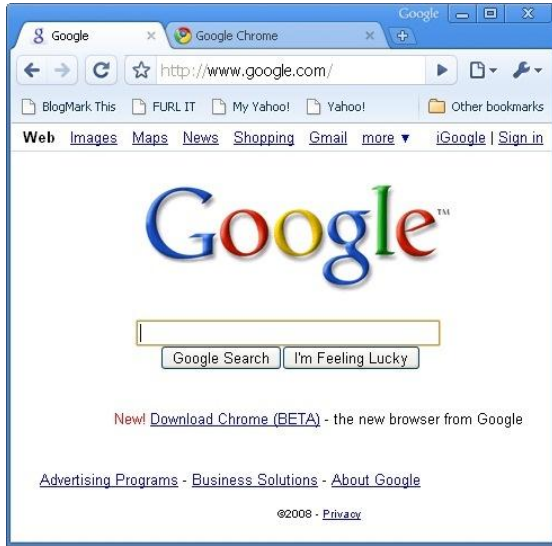 Google
Google Google Chrome
http://www.google.com/
BlogMark This FURL IT My Yahoo! Yahoo! Other bookmarks
Web Images Maps News Shopping Gmail more ▼ iGoogle | Sign in
Google™
Google Search I'm Feeling Lucky
New! Download Chrome (BETA) - the new browser from Google
Advertising Programs - Business Solutions - About Google
©2008 - Privacy